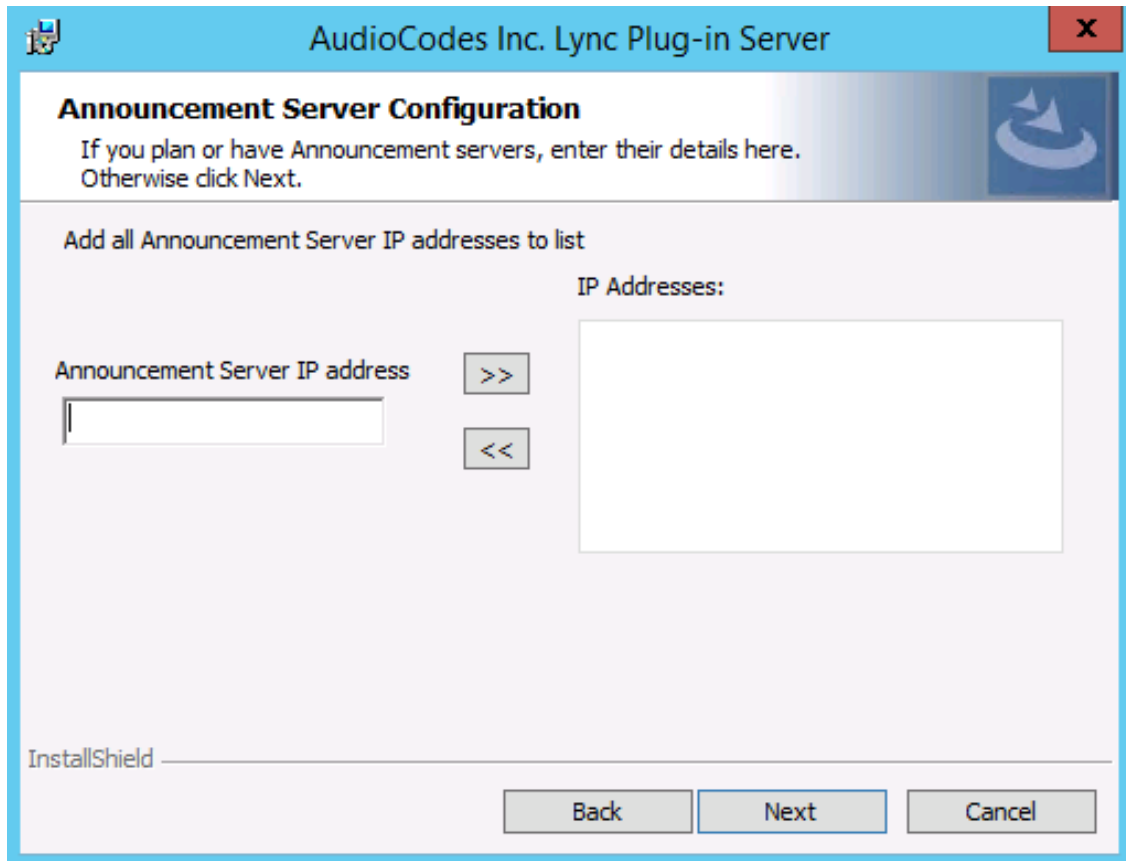 AudioCodes Inc. Lync Plug-in Server
x
Announcement Server Configuration
If you plan or have Announcement servers, enter their details here.
Otherwise click Next.
Add all Announcement Server IP addresses to list
IP Addresses:
Announcement Server IP address
>>
<<
InstallShield
Back Next Cancel